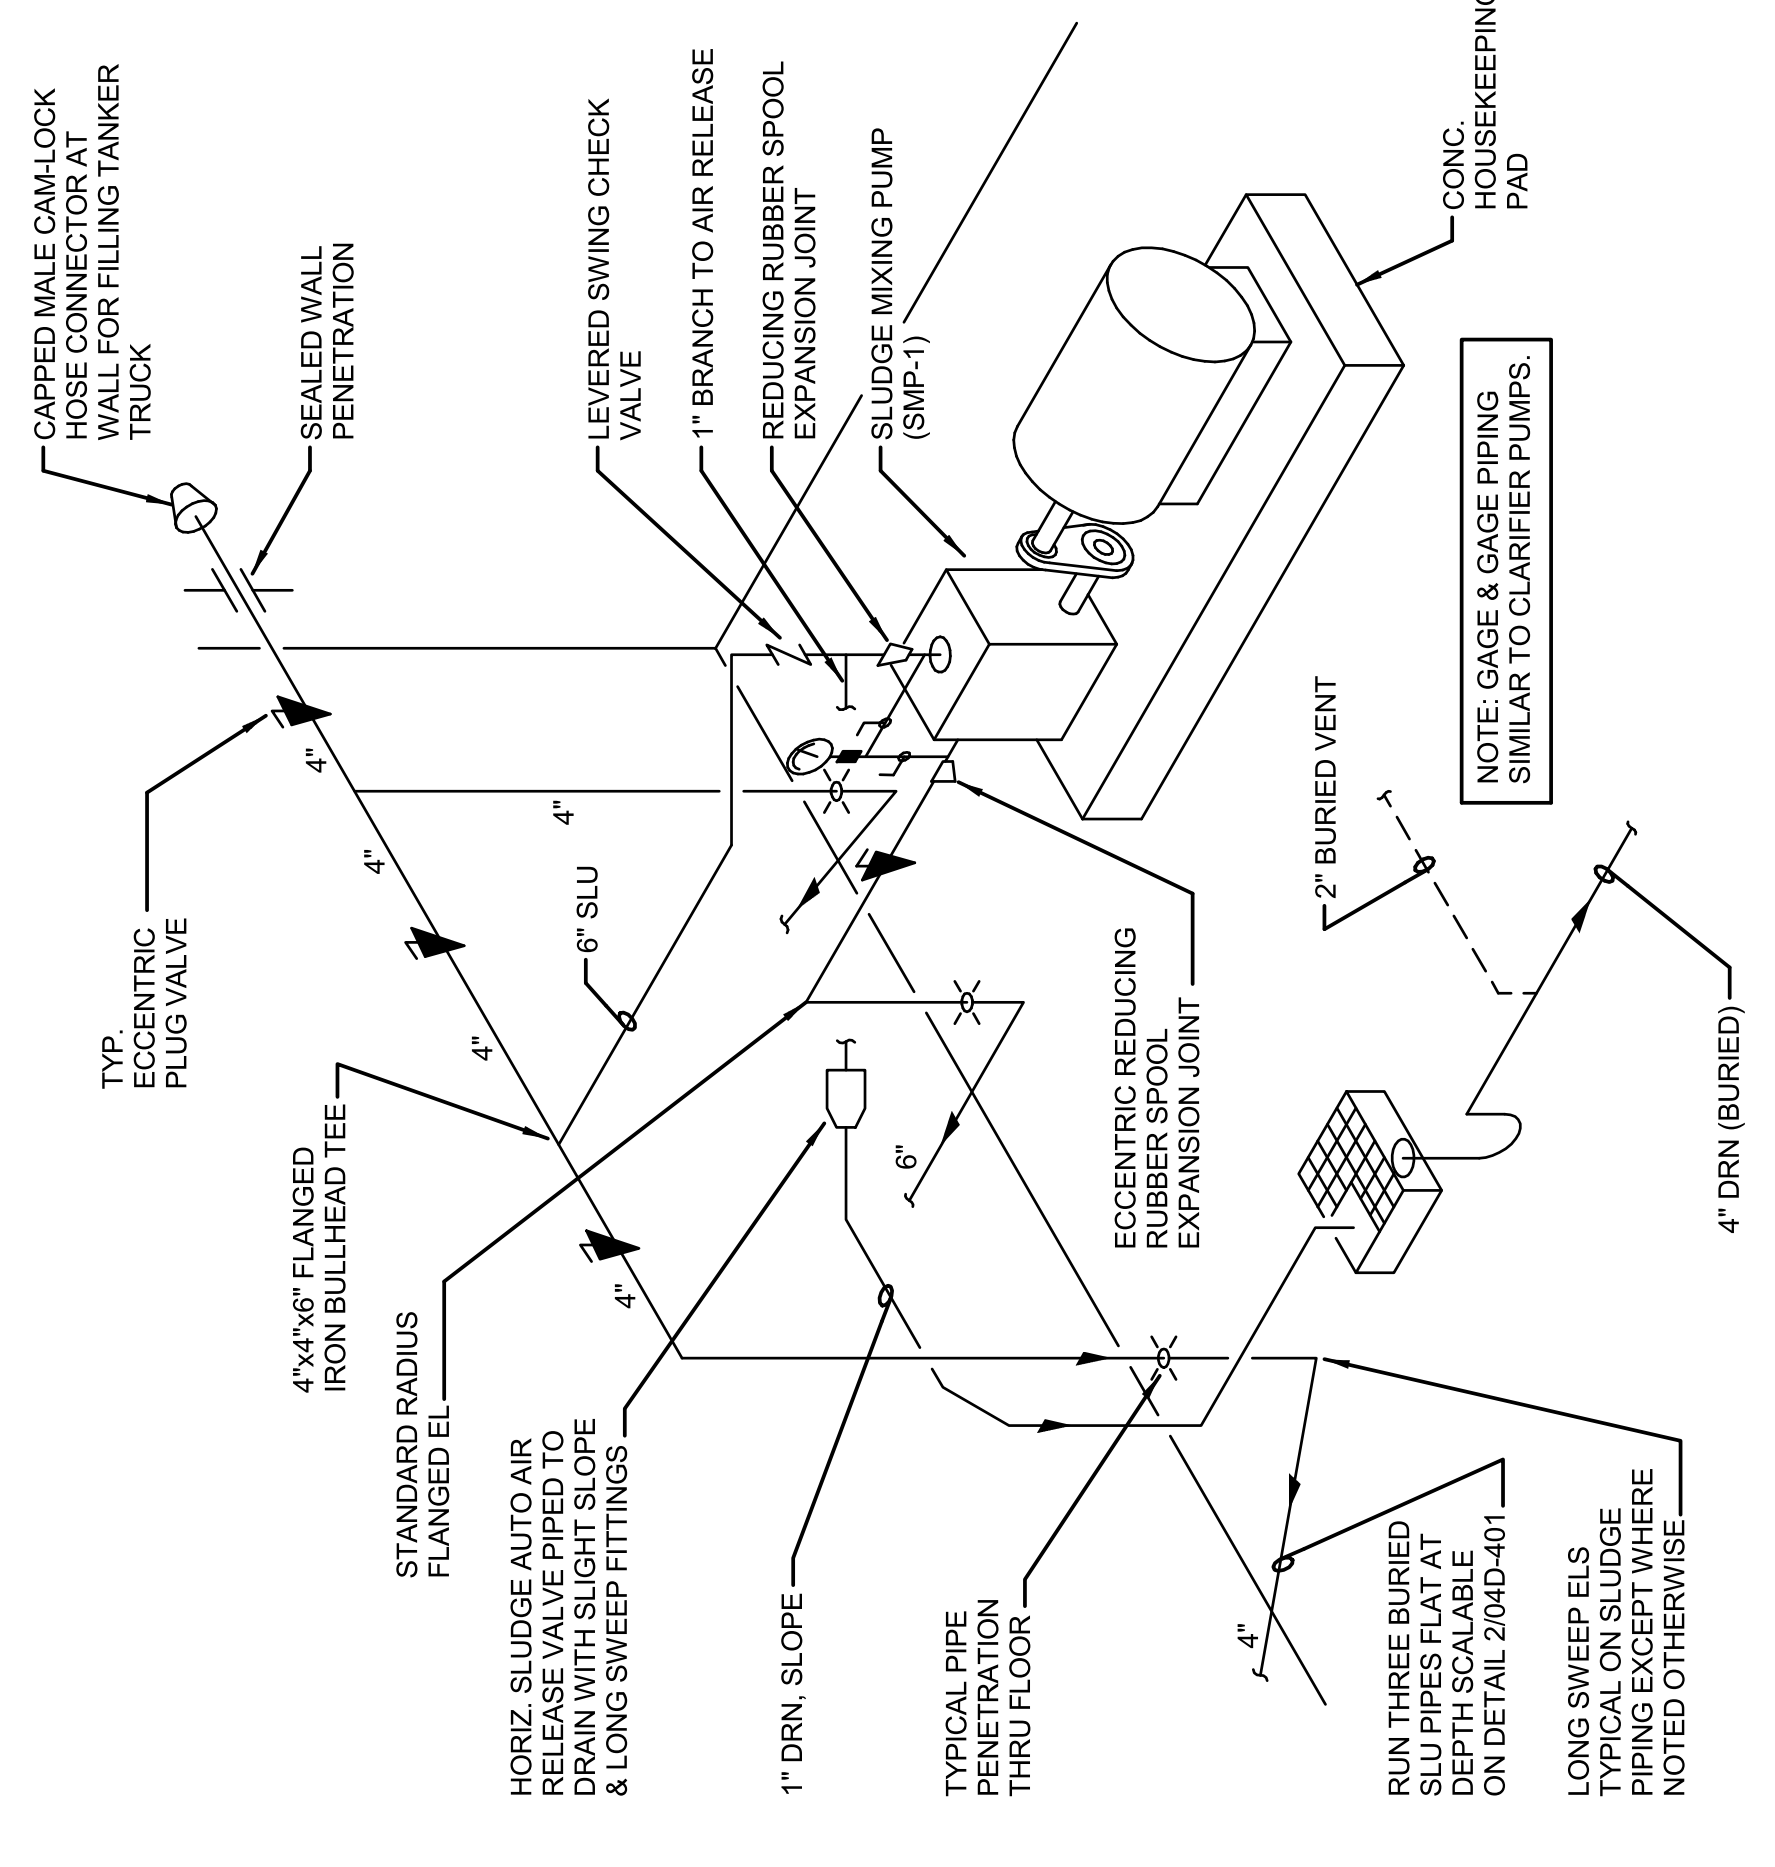 CAPPED MALE CAM-LOCK
HOSE CONNECTOR AT
WALL FOR FILLING TANKER
TRUCK
SEALED WALL
PENETRATION
LEVERED SWING CHECK
VALVE
1" BRANCH TO AIR RELEASE
REDUCING RUBBER SPOOL
EXPANSION JOINT
SLUDGE MIXING PUMP
(SMP-1)
CONC.
HOUSEKEEPING
PAD
NOTE: GAGE & GAGE PIPING
SIMILAR TO CLARIFIER PUMPS.
TYP.
ECCENTRIC
PLUG VALVE
4"
4"
4"
4"
4"
6" SLU
2" BURIED VENT
4"x4"x6" FLANGED
IRON BULLHEAD TEE
STANDARD RADIUS
FLANGED EL
6"
ECCENTRIC REDUCING
RUBBER SPOOL
EXPANSION JOINT
4" DRN (BURIED)
HORIZ. SLUDGE AUTO AIR
RELEASE VALVE PIPED TO
DRAIN WITH SLIGHT SLOPE
& LONG SWEEP FITTINGS
1" DRN, SLOPE
TYPICAL PIPE
PENETRATION
THRU FLOOR
4"
RUN THREE BURIED
SLU PIPES FLAT AT
DEPTH SCALABLE
ON DETAIL 2/04D-401
LONG SWEEP ELS
TYPICAL ON SLUDGE
PIPING EXCEPT WHERE
NOTED OTHERWISE